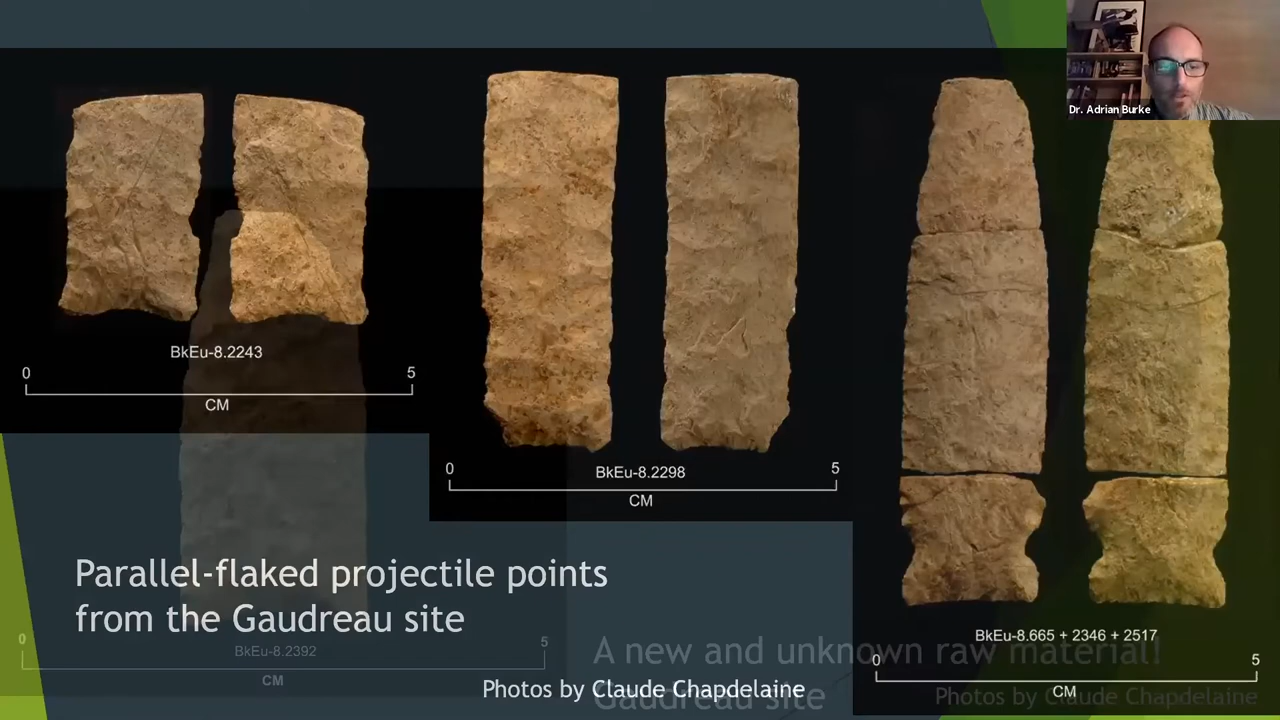 Dr. Adrian Burke
BkEu-8.2243
0 5
CM
0 BkEu-8.2298 5
CM
Parallel-flaked projectile points
from the Gaudreau site
0 BkEu-8.2392 5
CM
A new and unknown raw material!
Gaudreau site
Photos by Claude Chapdelaine
BkEu-8.665 + 2346 + 2517
0 5
CM
Photos by Claude Chapdelaine